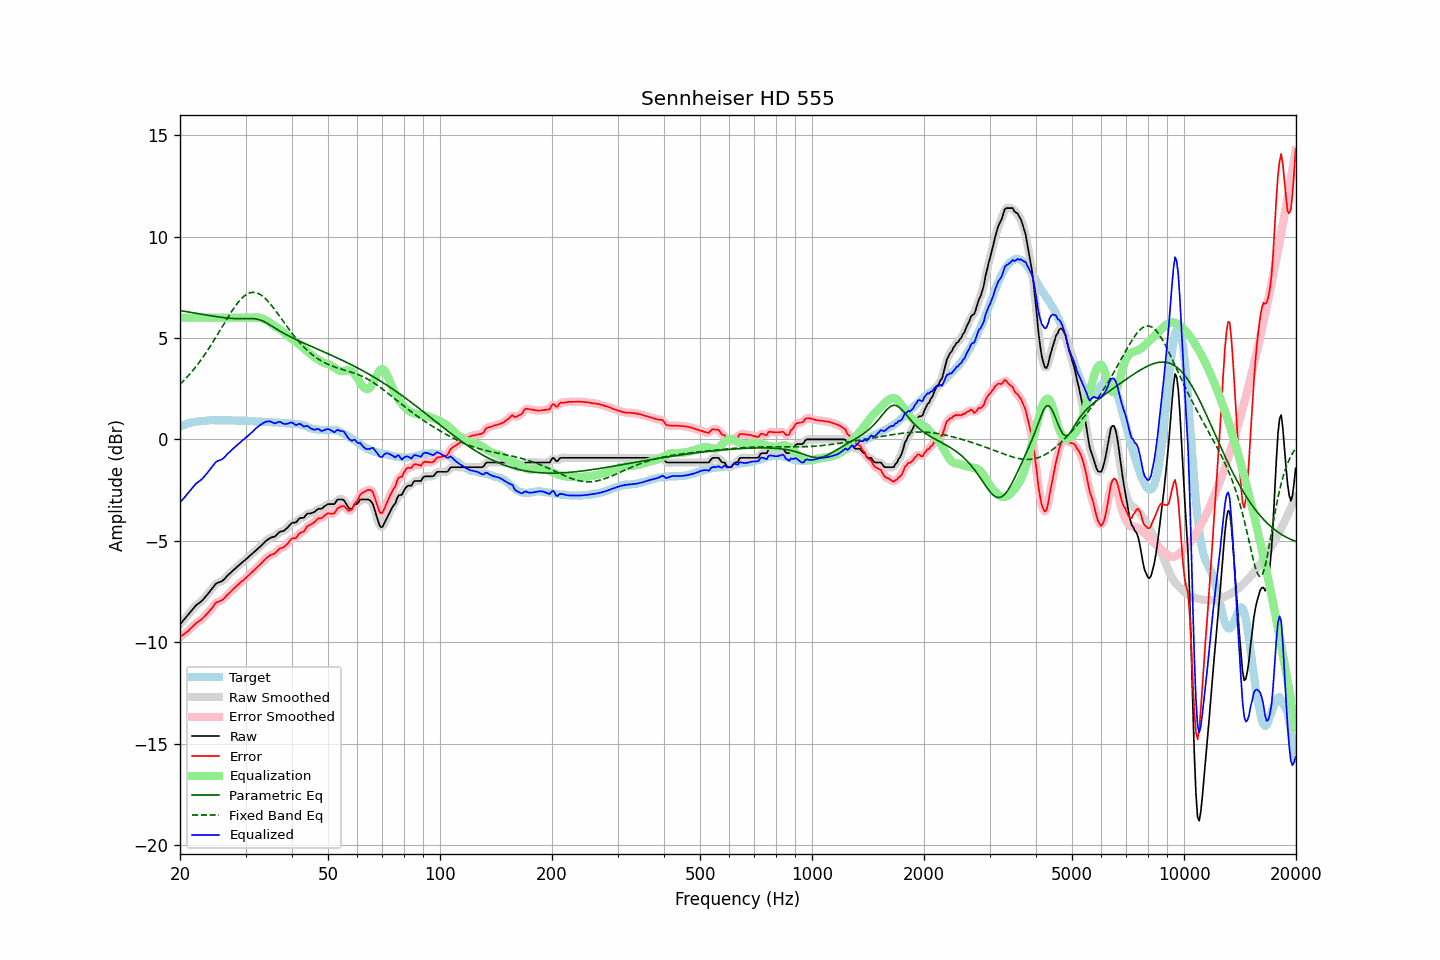 Sennheiser HD 555
Amplitude (dBr)
15
10
5
0
−5
−10
−15
−20
Target
Raw Smoothed
Error Smoothed
Raw
Error
Equalization
Parametric Eq
Fixed Band Eq
Equalized
20 50 100 200 500 1000 2000 5000 10000 20000
Frequency (Hz)